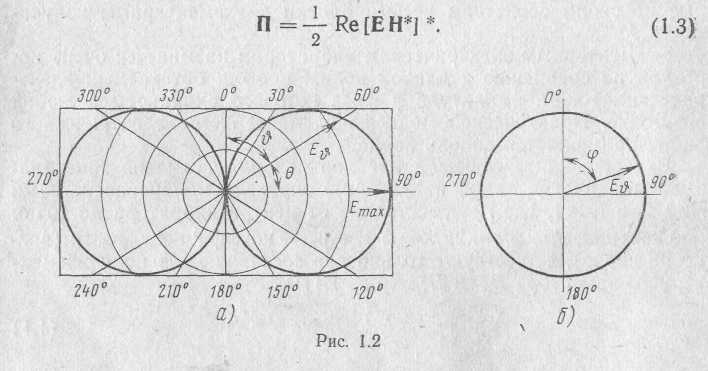 П = 1/2 Re [Ė H*] *. (1.3)
300° 330° 0° 30° 60°
ϑ
E_ϑ
θ
270° 90°
E_max
240° 210° 180° 150° 120°
а)
0°
φ
E_ϑ
270° 90°
180°
б)
Рис. 1.2